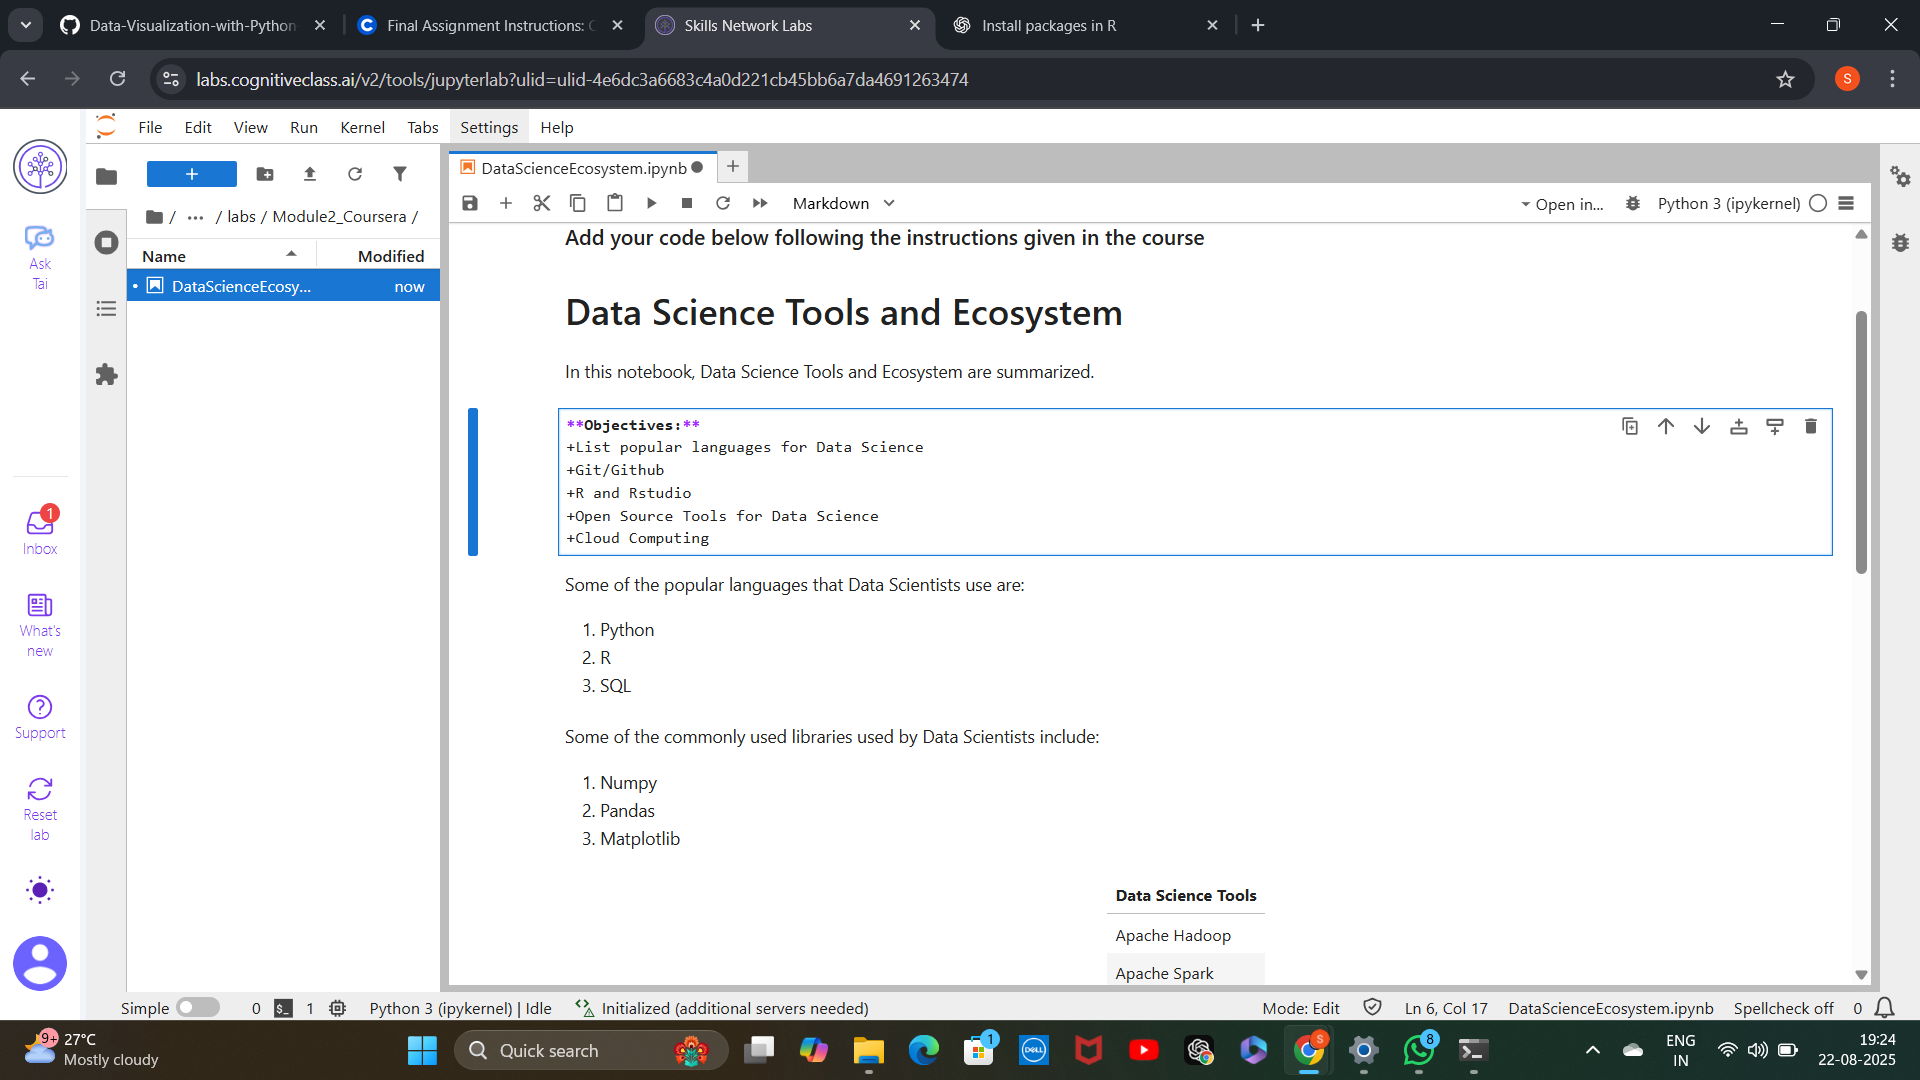 Data-Visualization-with-Python
Final Assignment Instructions: C
Skills Network Labs
Install packages in R
labs.cognitiveclass.ai/v2/tools/jupyterlab?ulid=ulid-4e6dc3a6683c4a0d221cb45bb6a7da4691263474
S
File Edit View Run Kernel Tabs Settings Help
Ask
Tai
1
Inbox
What's
new
Support
Reset
lab
/ ... / labs / Module2_Coursera /
Name Modified
DataScienceEcosy... now
DataScienceEcosystem.ipynb
Markdown
Open in...
Python 3 (ipykernel)
Add your code below following the instructions given in the course
Data Science Tools and Ecosystem
In this notebook, Data Science Tools and Ecosystem are summarized.
**Objectives:**
+List popular languages for Data Science
+Git/Github
+R and Rstudio
+Open Source Tools for Data Science
+Cloud Computing
Some of the popular languages that Data Scientists use are:
1. Python
2. R
3. SQL
Some of the commonly used libraries used by Data Scientists include:
1. Numpy
2. Pandas
3. Matplotlib
Data Science Tools
Apache Hadoop
Apache Spark
Simple 0 $_ 1 Python 3 (ipykernel) | Idle Initialized (additional servers needed) Mode: Edit Ln 6, Col 17 DataScienceEcosystem.ipynb Spellcheck off 0
9+
27°C
Mostly cloudy
Quick search
1
DELL
S
8
ENG
IN
19:24
22-08-2025